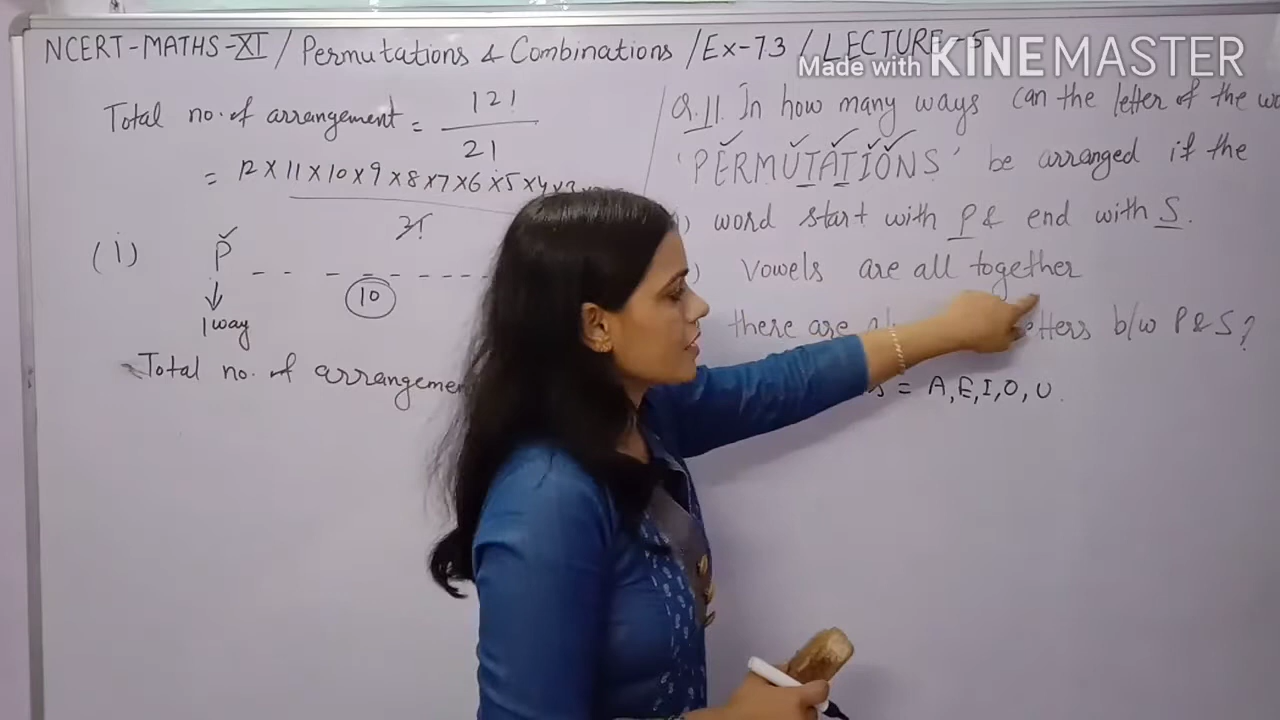 NCERT-MATHS-XI / Permutations & Combinations / Ex-7.3 / LECTURE-5
Made with KINEMASTER
Total no. of arrangement = 12!
2!
= 12 × 11 × 10 × 9 × 8 × 7 × 6 × 5 × 4 ×
2!
(i) P
10
1 way
Total no. of
Q.11. In how many ways can the letter of the
'PERMUTATIONS' be arranged if the
word start with P & end with S.
Vowels are all together
there are b/w P & S?
= A, E, I, O, U.